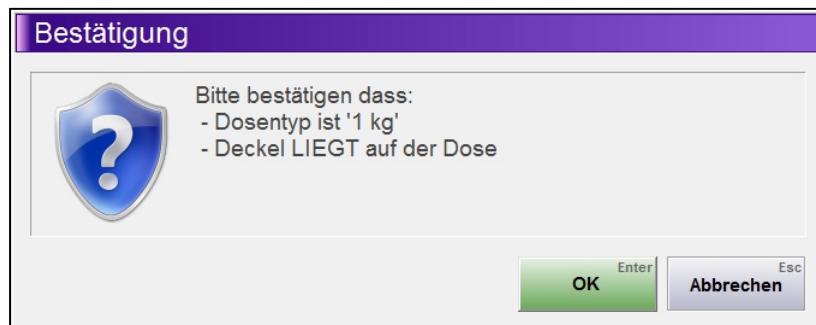 Bestätigung
Bitte bestätigen dass:
- Dosentyp ist '1 kg'
- Deckel LIEGT auf der Dose
Enter
OK
Esc
Abbrechen